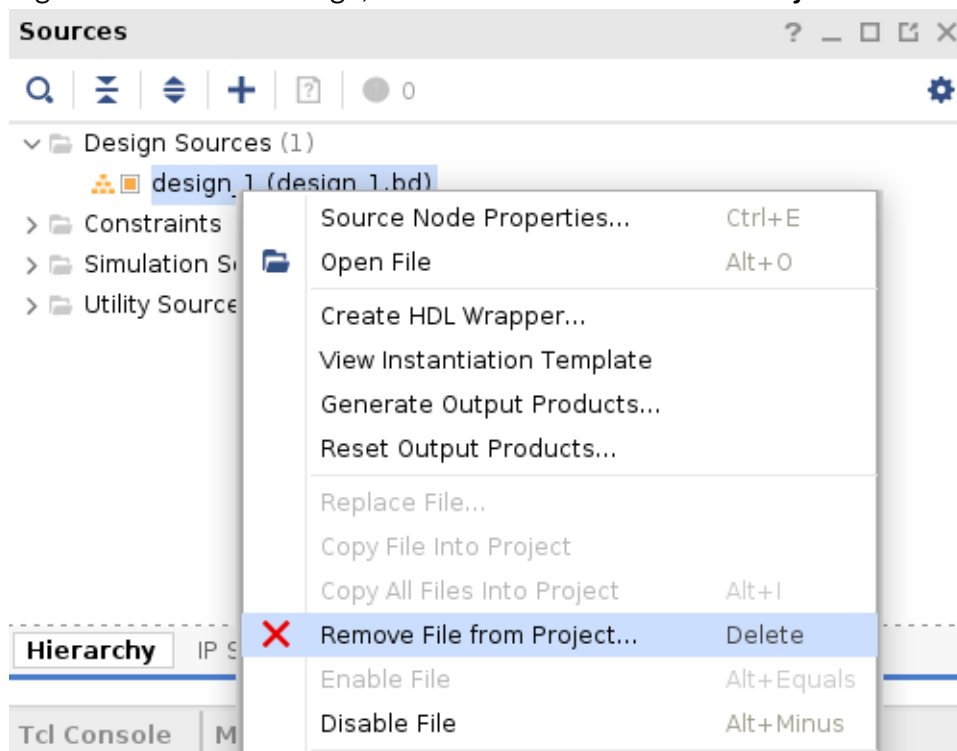 Sources ? _
0
Design Sources (1)
design_1 (design_1.bd)
Constraints
Simulation
Utility
Source Node Properties... Ctrl+E
Open File Alt+O
Create HDL Wrapper...
View Instantiation Template
Generate Output Products...
Reset Output Products...
Replace File...
Copy File Into Project
Copy All Files Into Project Alt+I
Remove File from Project... Delete
Enable File Alt+Equals
Disable File Alt+Minus
Hierarchy IP
Tcl Console